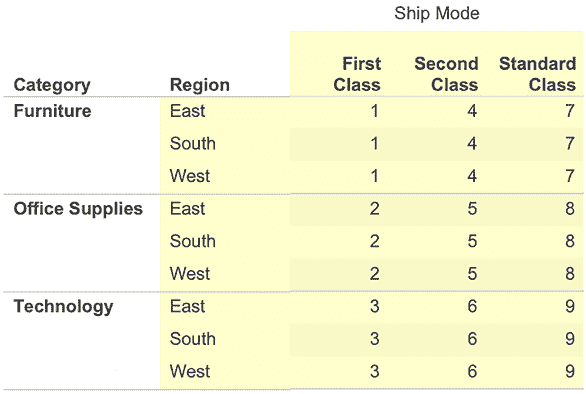 Ship Mode
First Second Standard
Category Region Class Class Class
Furniture East 1 4 7
South 1 4 7
West 1 4 7
Office Supplies East 2 5 8
South 2 5 8
West 2 5 8
Technology East 3 6 9
South 3 6 9
West 3 6 9